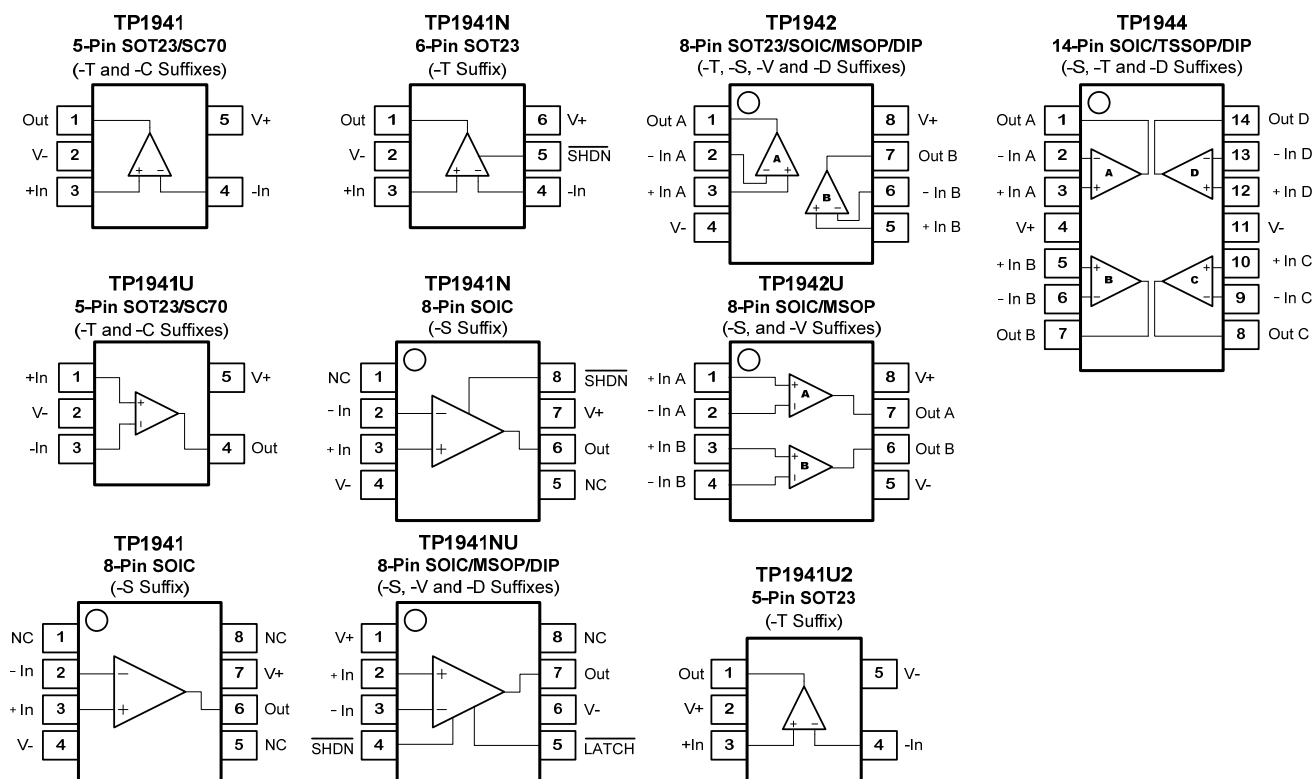 TP1941
5-Pin SOT23/SC70
(-T and -C Suffixes)
Out 1 5 V+
V- 2
+In 3 4 -In
+ −
TP1941N
6-Pin SOT23
(-T Suffix)
Out 1 6 V+
V- 2 5 SHDN
+In 3 4 -In
+ −
TP1942
8-Pin SOT23/SOIC/MSOP/DIP
(-T, -S, -V and -D Suffixes)
Out A 1 8 V+
- In A 2 A 7 Out B
+ In A 3 − + B 6 - In B
V- 4 + − 5 + In B
TP1944
14-Pin SOIC/TSSOP/DIP
(-S, -T and -D Suffixes)
Out A 1 14 Out D
- In A 2 − A D − 13 - In D
+ In A 3 + + 12 + In D
V+ 4 11 V-
+ In B 5 + B C + 10 + In C
- In B 6 − − 9 - In C
Out B 7 8 Out C
TP1941U
5-Pin SOT23/SC70
(-T and -C Suffixes)
+In 1 5 V+
V- 2 + −
-In 3 4 Out
TP1941N
8-Pin SOIC
(-S Suffix)
NC 1 8 SHDN
- In 2 − 7 V+
+ In 3 + 6 Out
V- 4 5 NC
TP1942U
8-Pin SOIC/MSOP
(-S, and -V Suffixes)
+ In A 1 + A 8 V+
- In A 2 − 7 Out A
+ In B 3 + B 6 Out B
- In B 4 − 5 V-
TP1941
8-Pin SOIC
(-S Suffix)
NC 1 8 NC
- In 2 − 7 V+
+ In 3 + 6 Out
V- 4 5 NC
TP1941NU
8-Pin SOIC/MSOP/DIP
(-S, -V and -D Suffixes)
V+ 1 8 NC
+ In 2 + 7 Out
- In 3 − 6 V-
SHDN 4 5 LATCH
TP1941U2
5-Pin SOT23
(-T Suffix)
Out 1 5 V-
V+ 2
+In 3 + − 4 -In